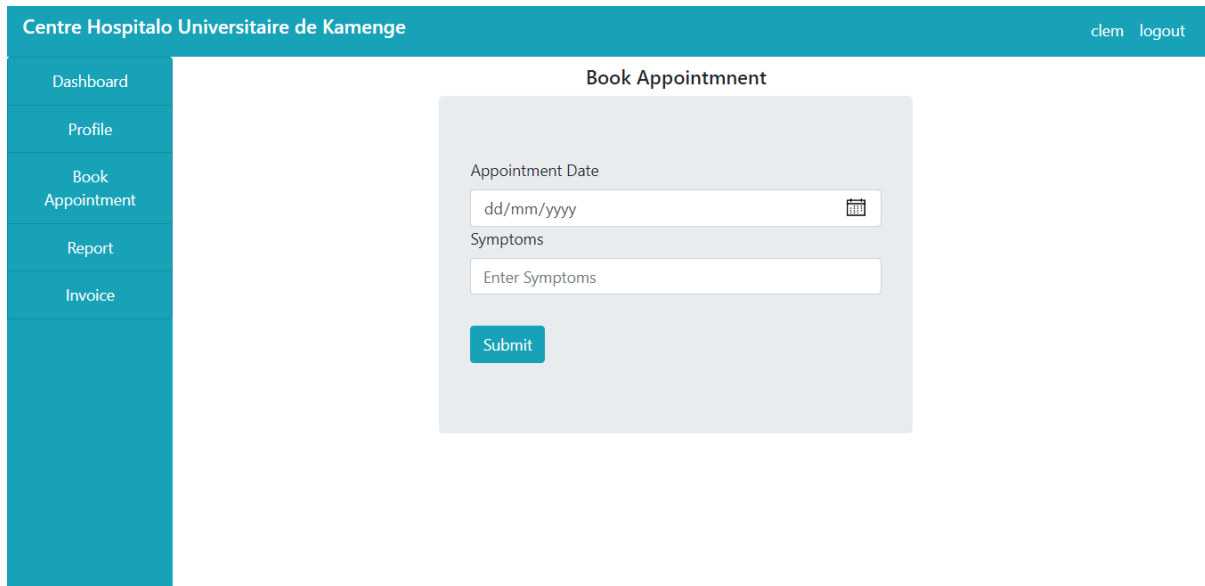 Centre Hospitalo Universitaire de Kamenge
clem logout
Dashboard
Profile
Book
Appointment
Report
Invoice
Book Appointmnent
Appointment Date
dd/mm/yyyy
Symptoms
Enter Symptoms
Submit